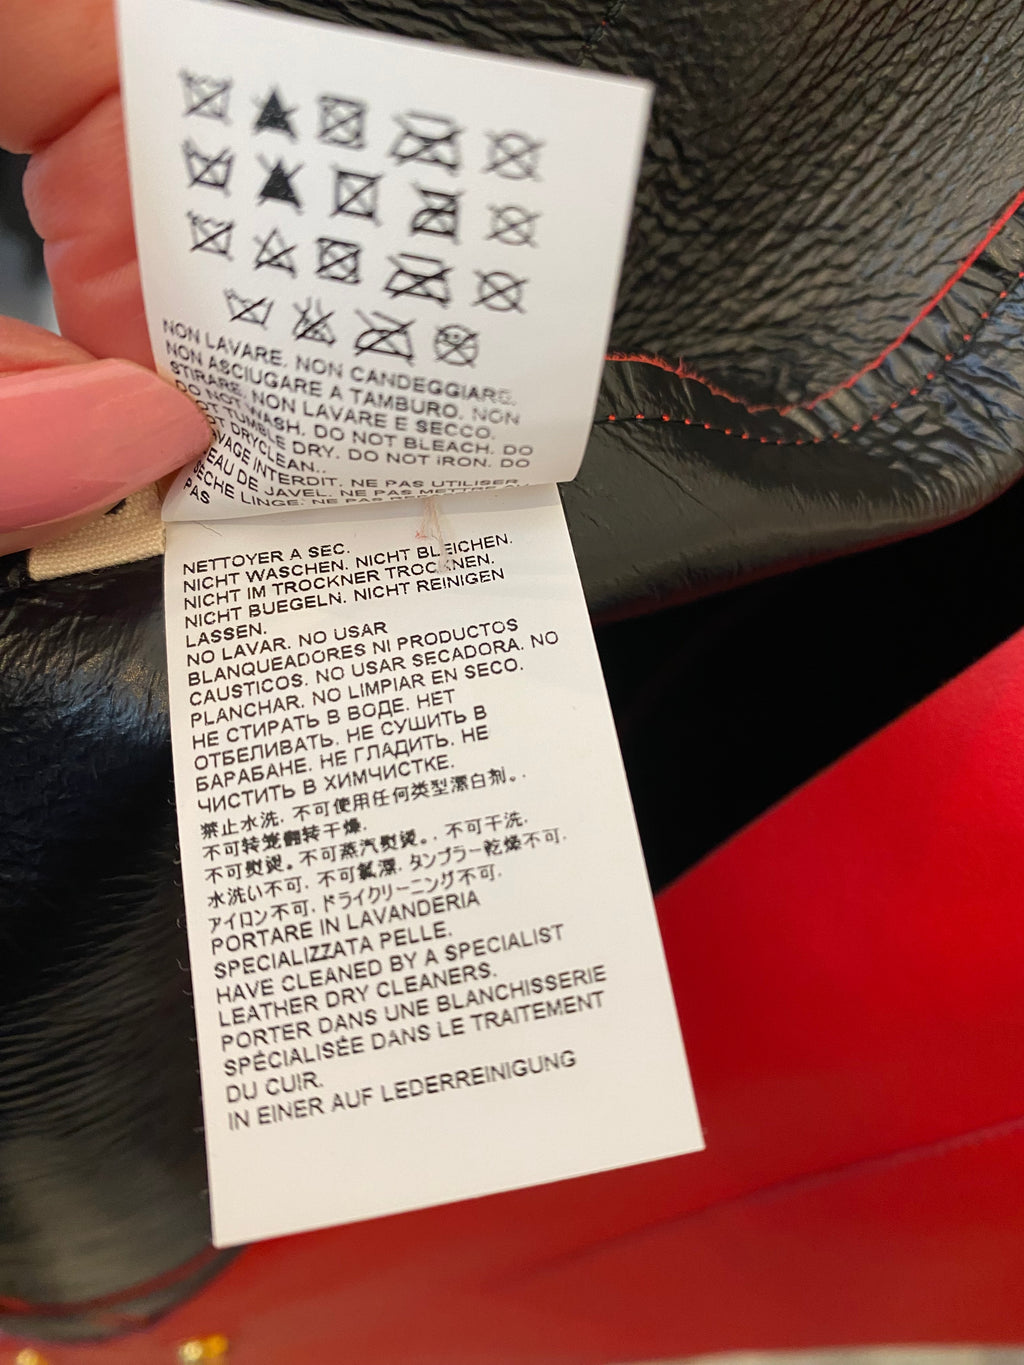 NON LAVARE. NON CANDEGGIARE.
NON ASCIUGARE A TAMBURO. NON
STIRARE. NON LAVARE E SECCO.
DO NOT WASH. DO NOT BLEACH. DO
NOT TUMBLE DRY. DO NOT IRON. DO
NOT DRYCLEAN..
LAVAGE INTERDIT. NE PAS UTILISER
D'EAU DE JAVEL. NE PAS METTRE AU
SÈCHE LINGE. NE PAS
PAS
NETTOYER A SEC.
NICHT WASCHEN. NICHT BLEICHEN.
NICHT IM TROCKNER TROCKNEN.
NICHT BUEGELN. NICHT REINIGEN
LASSEN.
NO LAVAR. NO USAR
BLANQUEADORES NI PRODUCTOS
CAUSTICOS. NO USAR SECADORA. NO
PLANCHAR. NO LIMPIAR EN SECO.
НЕ СТИРАТЬ В ВОДЕ. НЕТ
ОТБЕЛИВАТЬ. НЕ СУШИТЬ В
БАРАБАНЕ. НЕ ГЛАДИТЬ. НЕ
ЧИСТИТЬ В ХИМЧИСТКЕ.
禁止水洗. 不可使用任何类型漂白剂。.
不可转笼翻转干燥.
不可熨烫。不可蒸汽熨烫。. 不可干洗.
水洗い不可. 不可氯漂. タンブラー乾燥不可.
アイロン不可. ドライクリーニング不可.
PORTARE IN LAVANDERIA
SPECIALIZZATA PELLE.
HAVE CLEANED BY A SPECIALIST
LEATHER DRY CLEANERS.
PORTER DANS UNE BLANCHISSERIE
SPÉCIALISÉE DANS LE TRAITEMENT
DU CUIR.
IN EINER AUF LEDERREINIGUNG